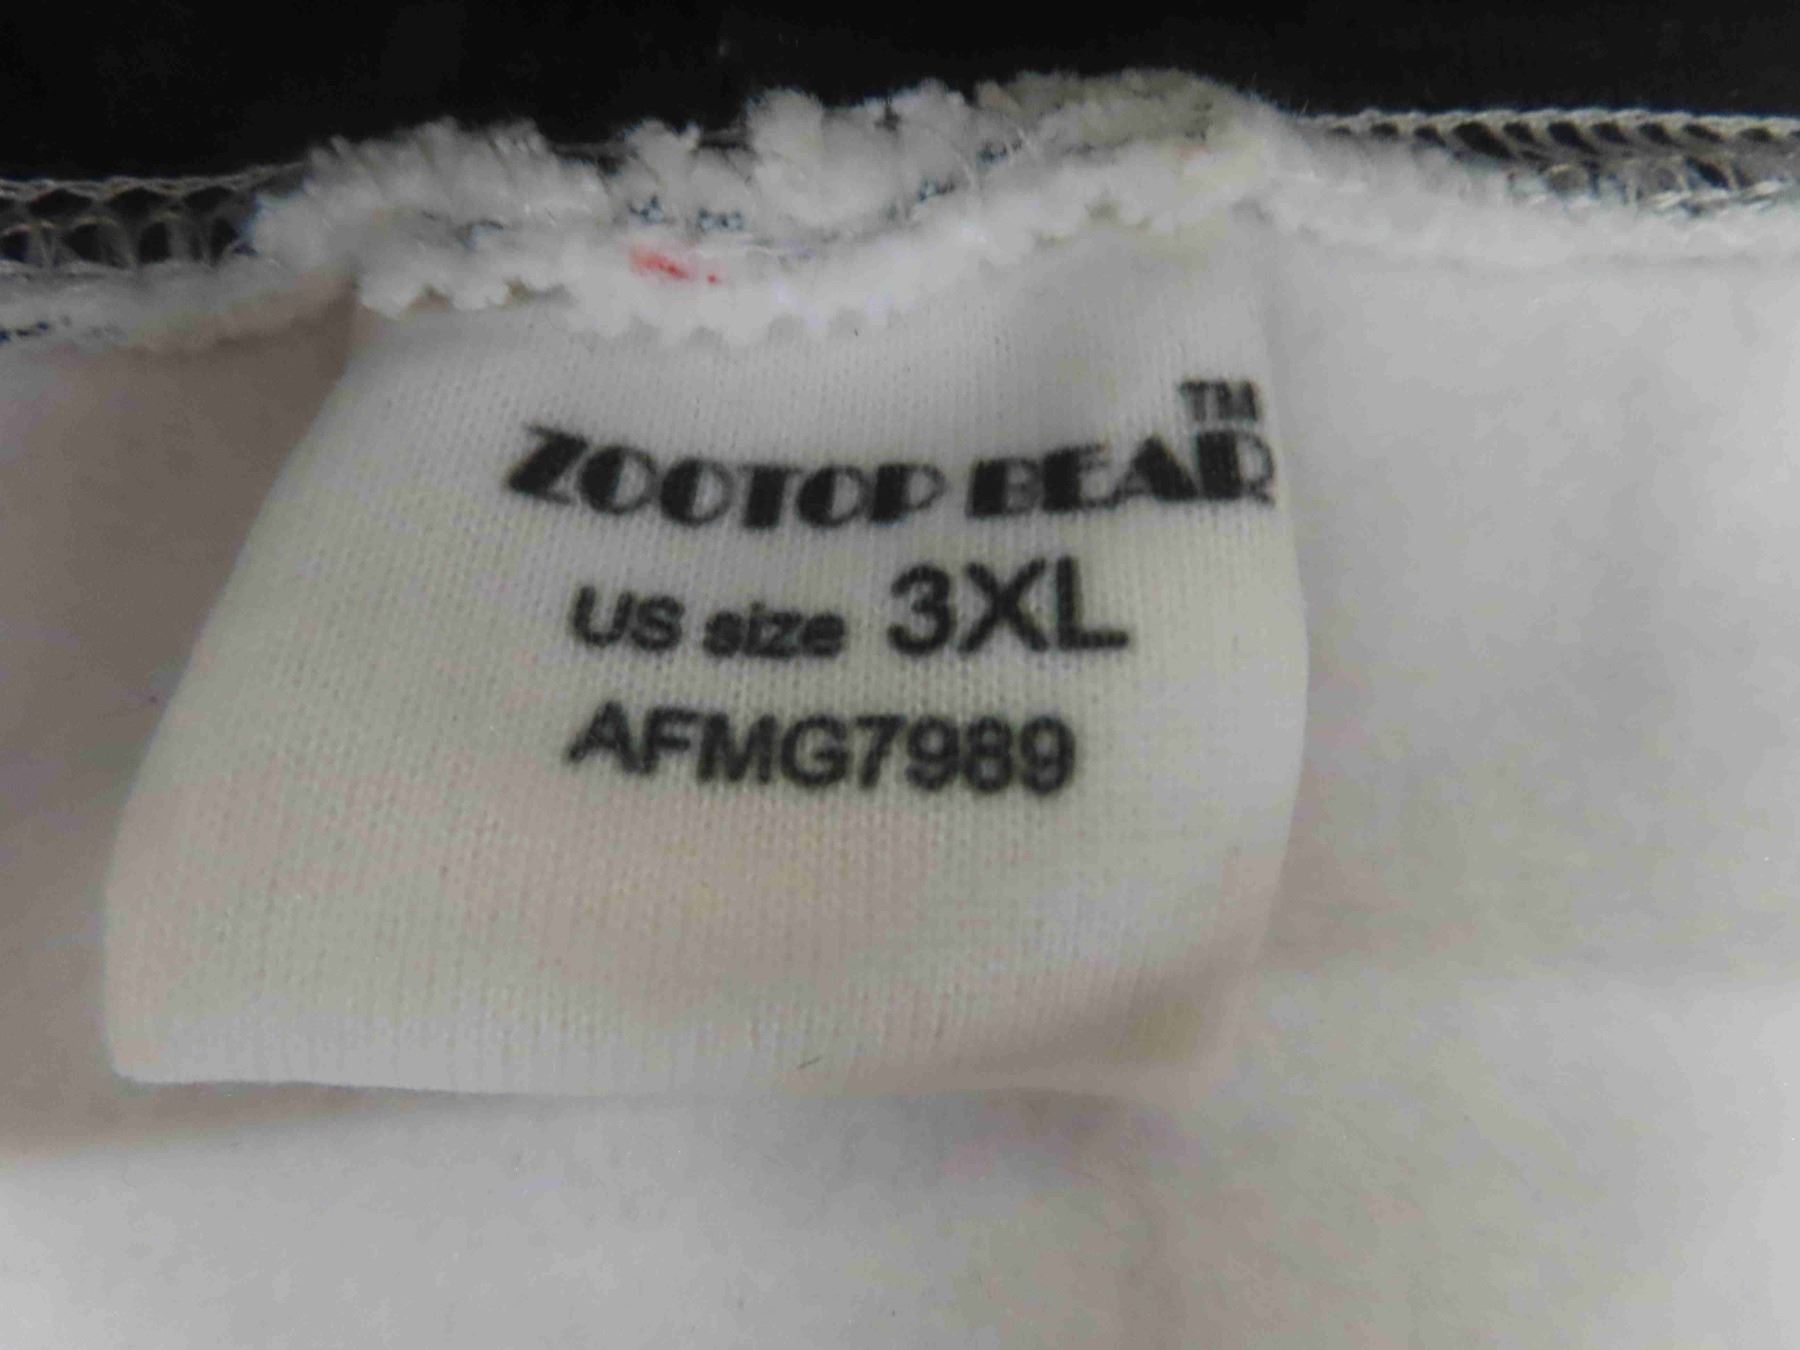 ZOOTOP BEAR™
US size 3XL
AFMG7989